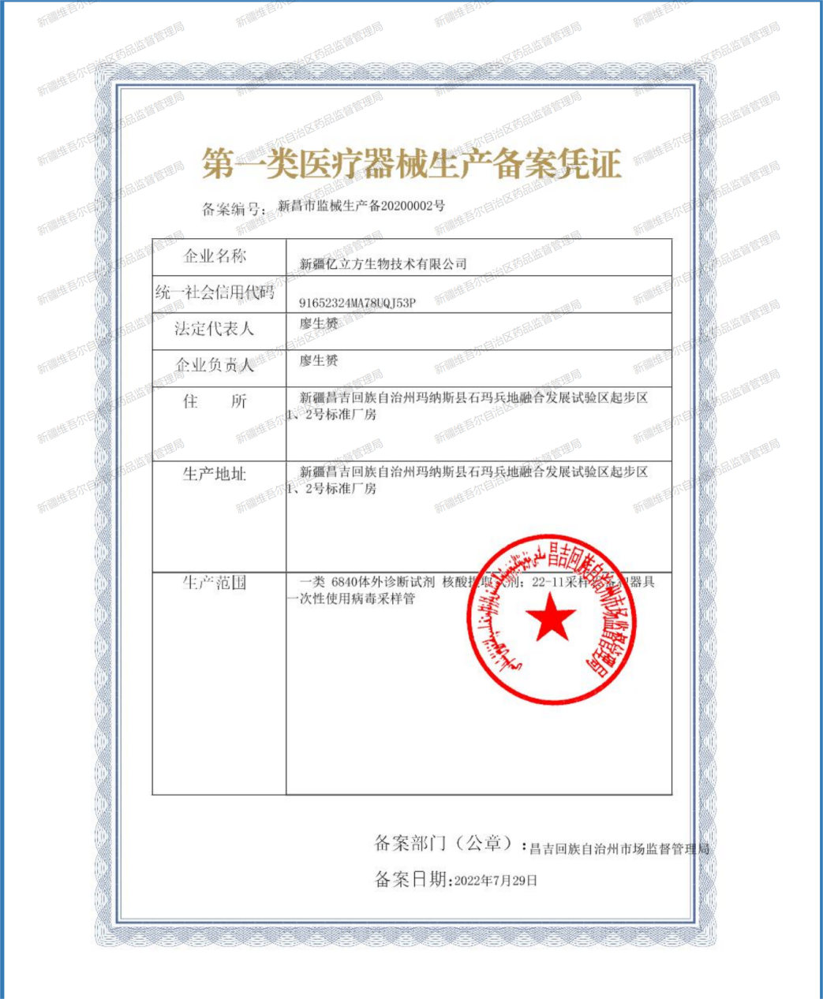 第一类医疗器械生产备案凭证
备案编号： 新昌市监械生产备20200002号
企业名称 新疆亿立方生物技术有限公司
统一社会信用代码 91652324MA78UQJ53P
法定代表人 廖生赟
企业负责人 廖生赟
住 所 新疆昌吉回族自治州玛纳斯县石玛兵地融合发展试验区起步区
1、2号标准厂房
生产地址 新疆昌吉回族自治州玛纳斯县石玛兵地融合发展试验区起步区
1、2号标准厂房
生产范围 一类 6840体外诊断试剂 核酸提取试剂；22-11采样设备和器具
一次性使用病毒采样管
昌吉回族自治州市场监督管理局
备案部门（公章）:昌吉回族自治州市场监督管理局
备案日期:2022年7月29日
新疆维吾尔自治区药品监督管理局